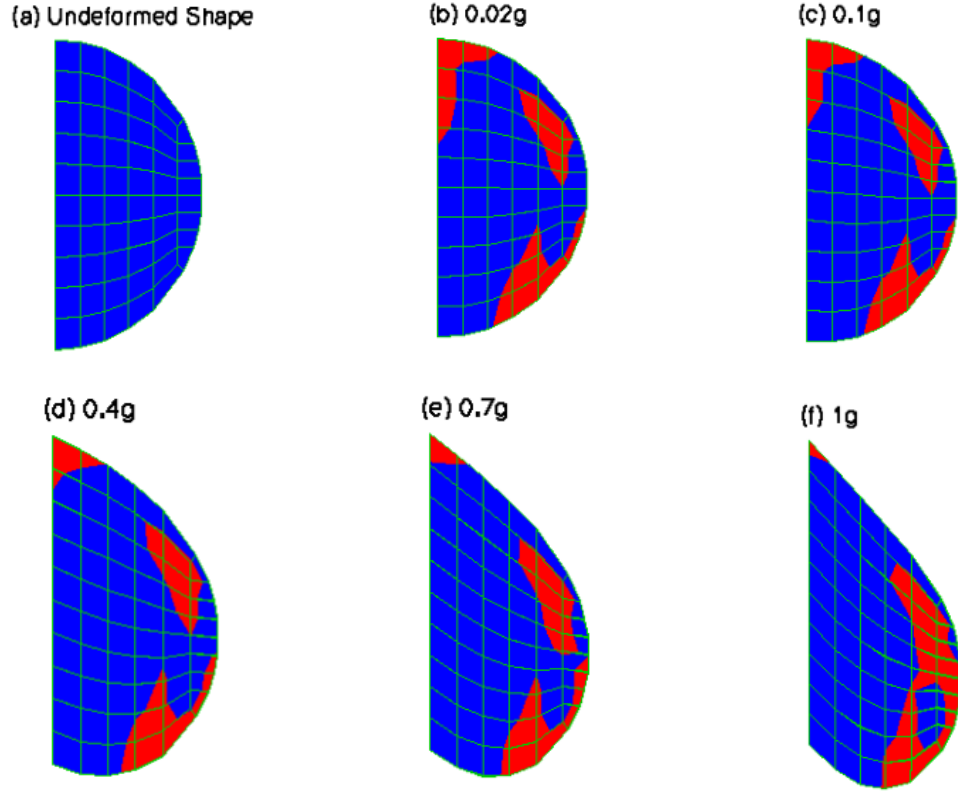 (a) Undeformed Shape
(b) 0.02g
(c) 0.1g
(d) 0.4g
(e) 0.7g
(f) 1g